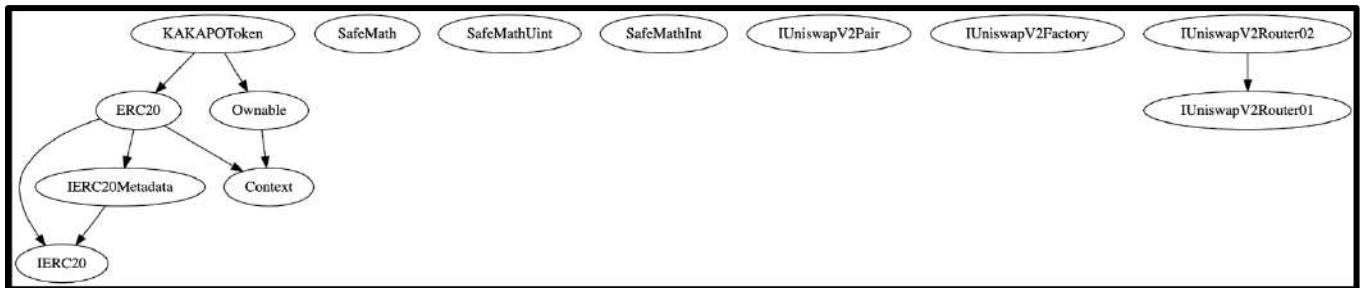 KAKAPOToken
SafeMath
SafeMathUint
SafeMathInt
IUniswapV2Pair
IUniswapV2Factory
IUniswapV2Router02
ERC20
Ownable
IUniswapV2Router01
IERC20Metadata
Context
IERC20